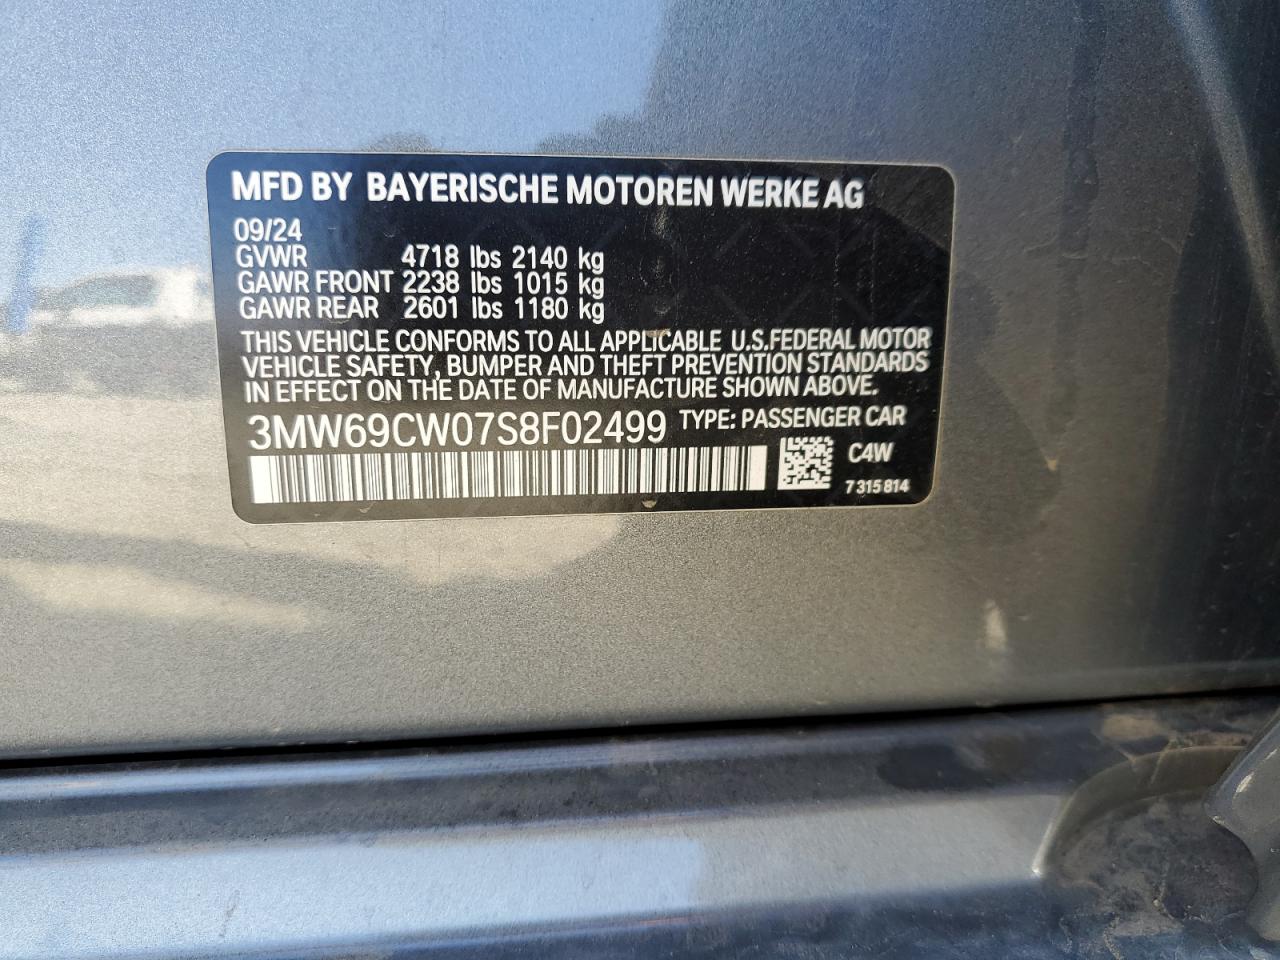 MFD BY BAYERISCHE MOTOREN WERKE AG
09/24
GVWR 4718 lbs 2140 kg
GAWR FRONT 2238 lbs 1015 kg
GAWR REAR 2601 lbs 1180 kg
THIS VEHICLE CONFORMS TO ALL APPLICABLE U.S.FEDERAL MOTOR
VEHICLE SAFETY, BUMPER AND THEFT PREVENTION STANDARDS
IN EFFECT ON THE DATE OF MANUFACTURE SHOWN ABOVE.
3MW69CW07S8F02499 TYPE: PASSENGER CAR
C4W
7 315 814